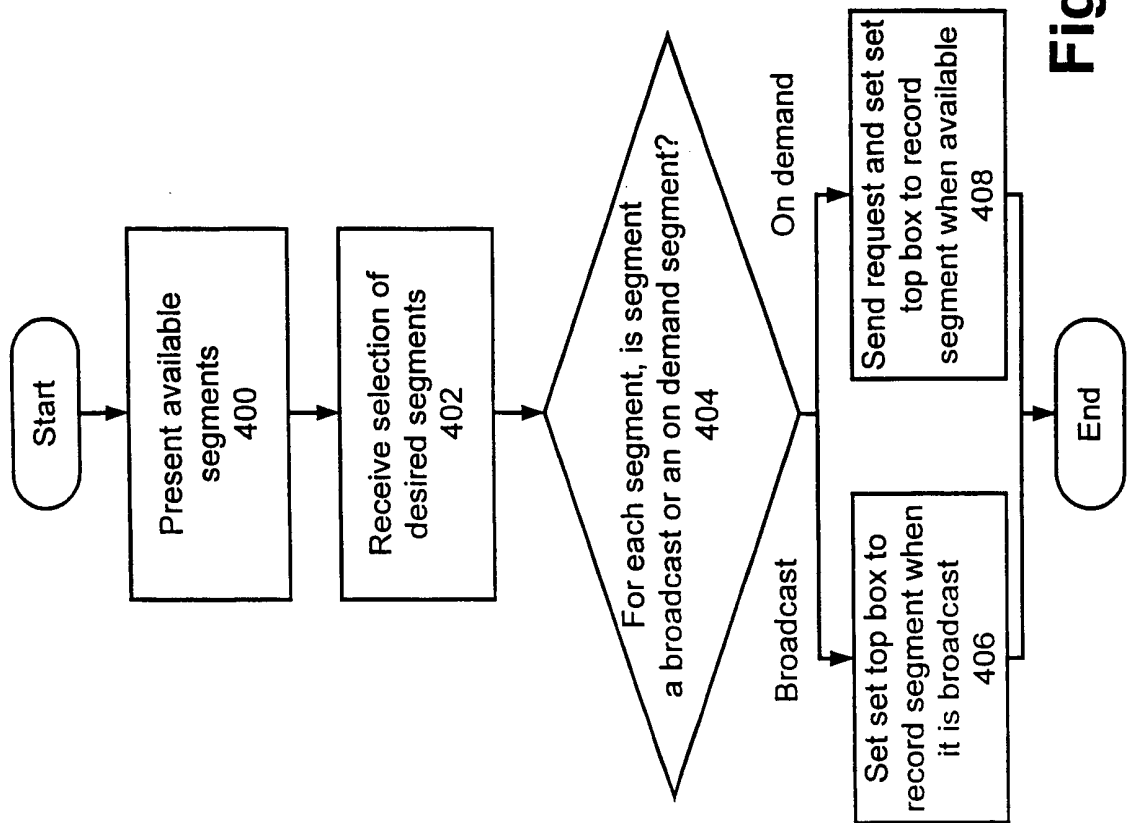 Start
Present available
segments
400
Receive selection of
desired segments
402
For each segment, is segment
a broadcast or an on demand segment?
404
Broadcast
On demand
Set set top box to
record segment when
it is broadcast
406
Send request and set set
top box to record
segment when available
408
End
Fig